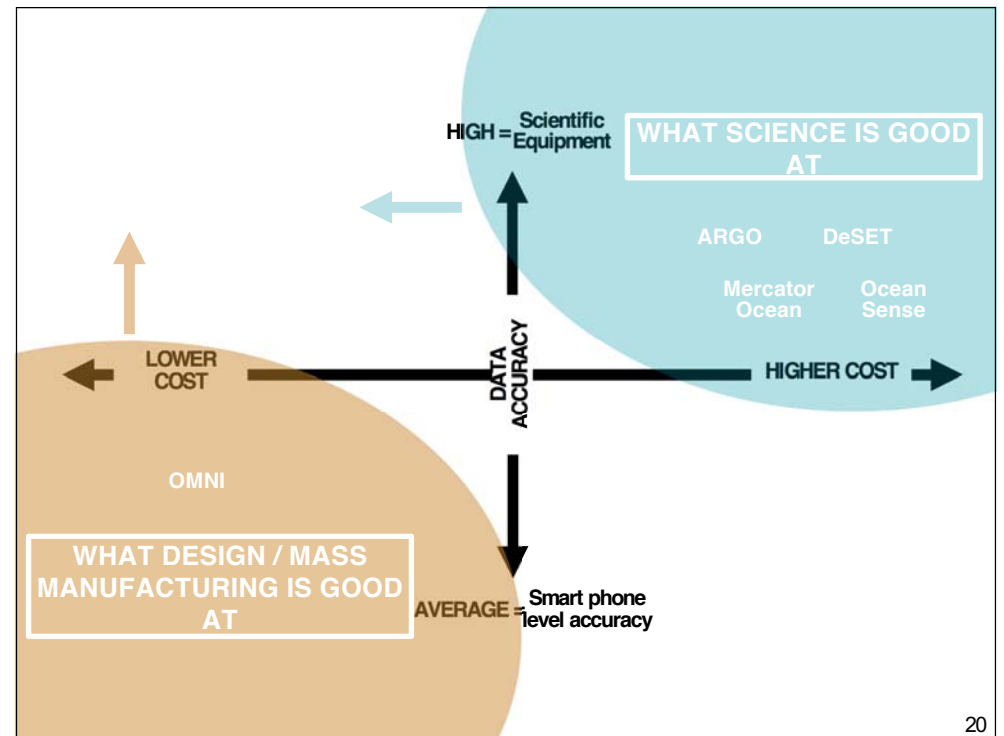 HIGH = Scientific
Equipment
WHAT SCIENCE IS GOOD
AT
ARGO DeSET
Mercator Ocean
Ocean Sense
LOWER
COST
DATA
ACCURACY
HIGHER COST
OMNI
WHAT DESIGN / MASS
MANUFACTURING IS GOOD
AT
AVERAGE = Smart phone
level accuracy
20